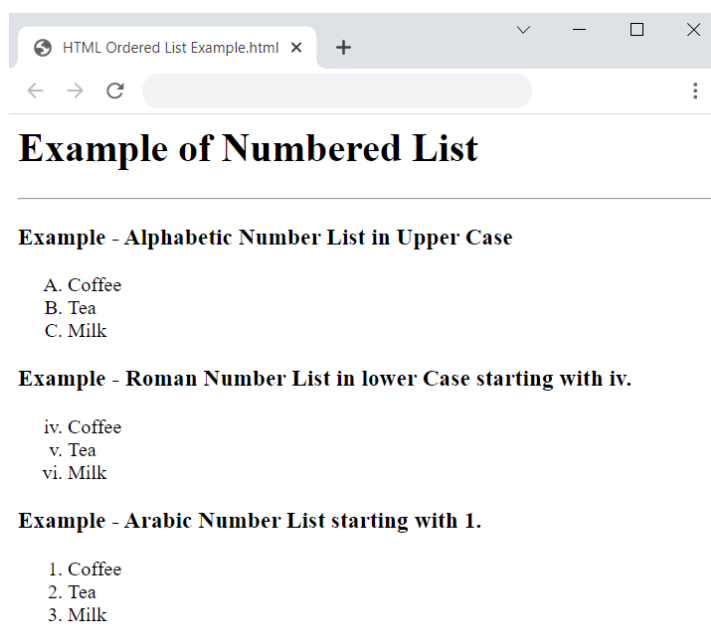 HTML Ordered List Example.html
Example of Numbered List
Example - Alphabetic Number List in Upper Case
A. Coffee
B. Tea
C. Milk
Example - Roman Number List in lower Case starting with iv.
iv. Coffee
v. Tea
vi. Milk
Example - Arabic Number List starting with 1.
1. Coffee
2. Tea
3. Milk